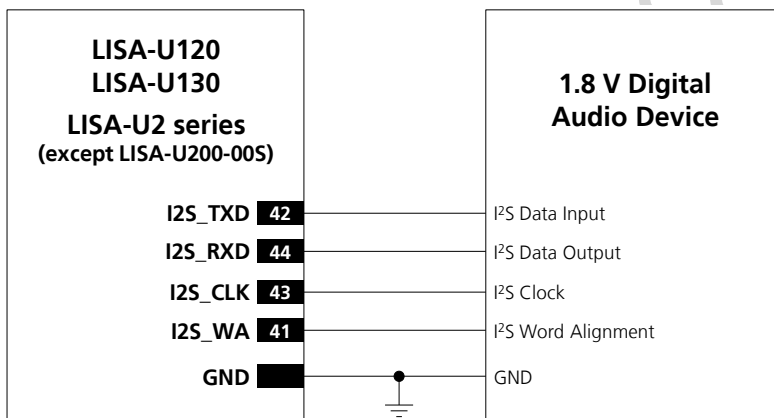 LISA-U120
LISA-U130
LISA-U2 series
(except LISA-U200-00S)
1.8 V Digital
Audio Device
I2S_TXD 42 I²S Data Input
I2S_RXD 44 I²S Data Output
I2S_CLK 43 I²S Clock
I2S_WA 41 I²S Word Alignment
GND GND